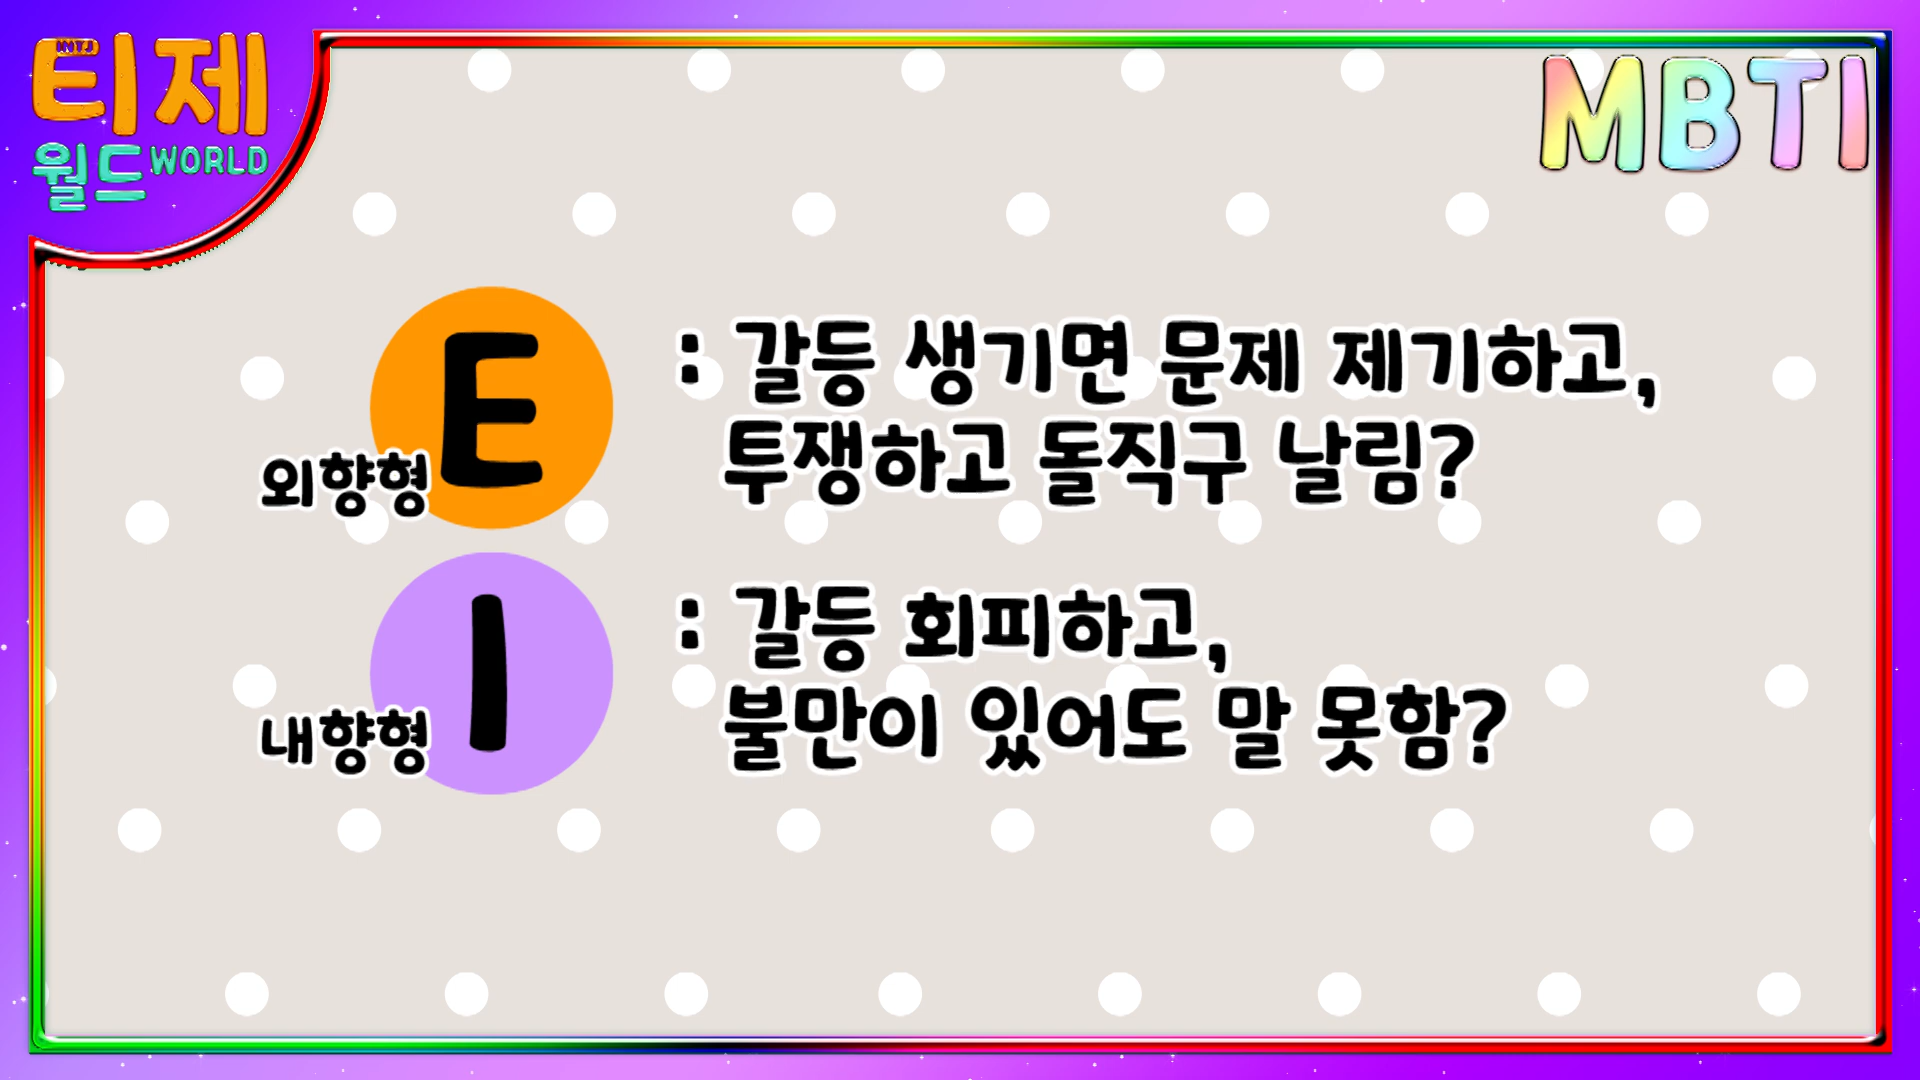 INTJ
티제
월드 WORLD
MBTI
E
외향형
: 갈등 생기면 문제 제기하고,
투쟁하고 돌직구 날림?
I
내향형
: 갈등 회피하고,
불만이 있어도 말 못함?